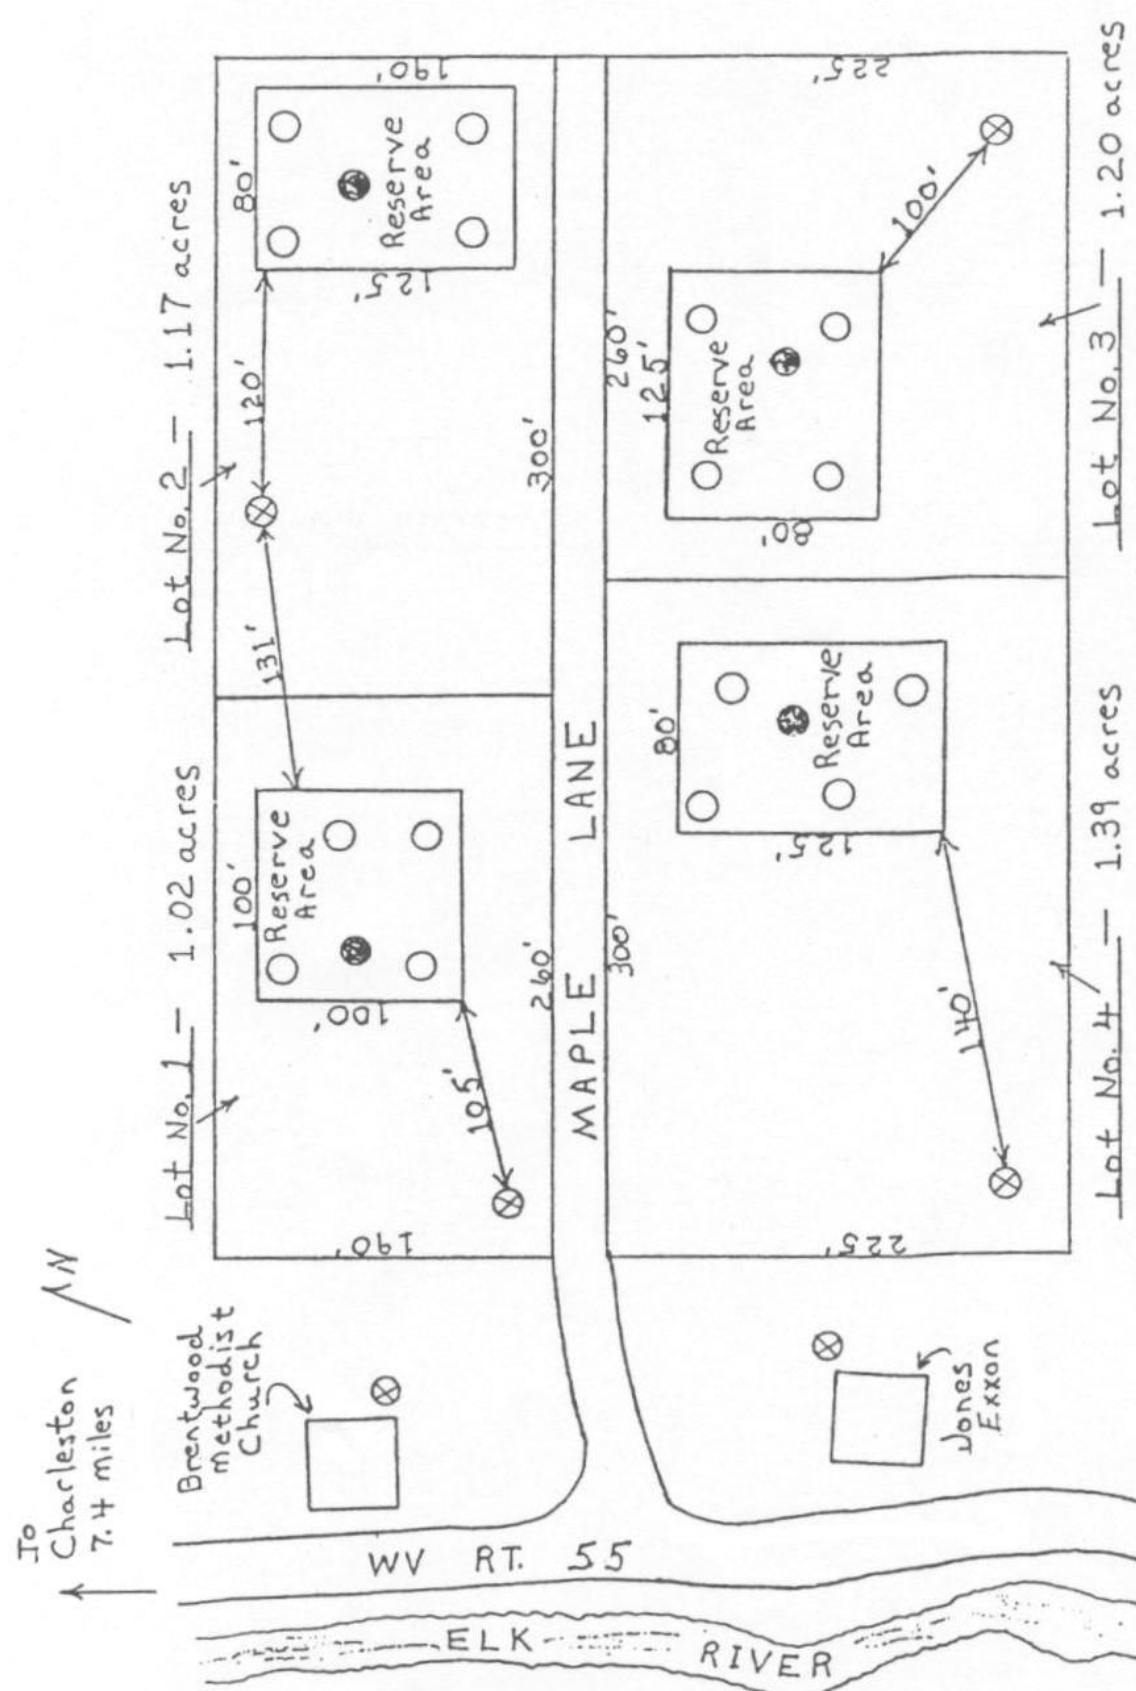 190'
80'
Reserve
Area
125'
120'
131'
300'
Lot No. 2 — 1.17 acres
225'
100'
260'
125'
Reserve
Area
80'
Lot No. 3 — 1.20 acres
100'
Reserve
Area
100'
105'
260'
190'
Lot No. 1 — 1.02 acres
MAPLE LANE
80'
Reserve
Area
125'
300'
140'
225'
Lot No. 4 — 1.39 acres
N
To
Charleston
7.4 miles
Brentwood
Methodist
Church
Jones
Exxon
WV RT. 55
ELK RIVER